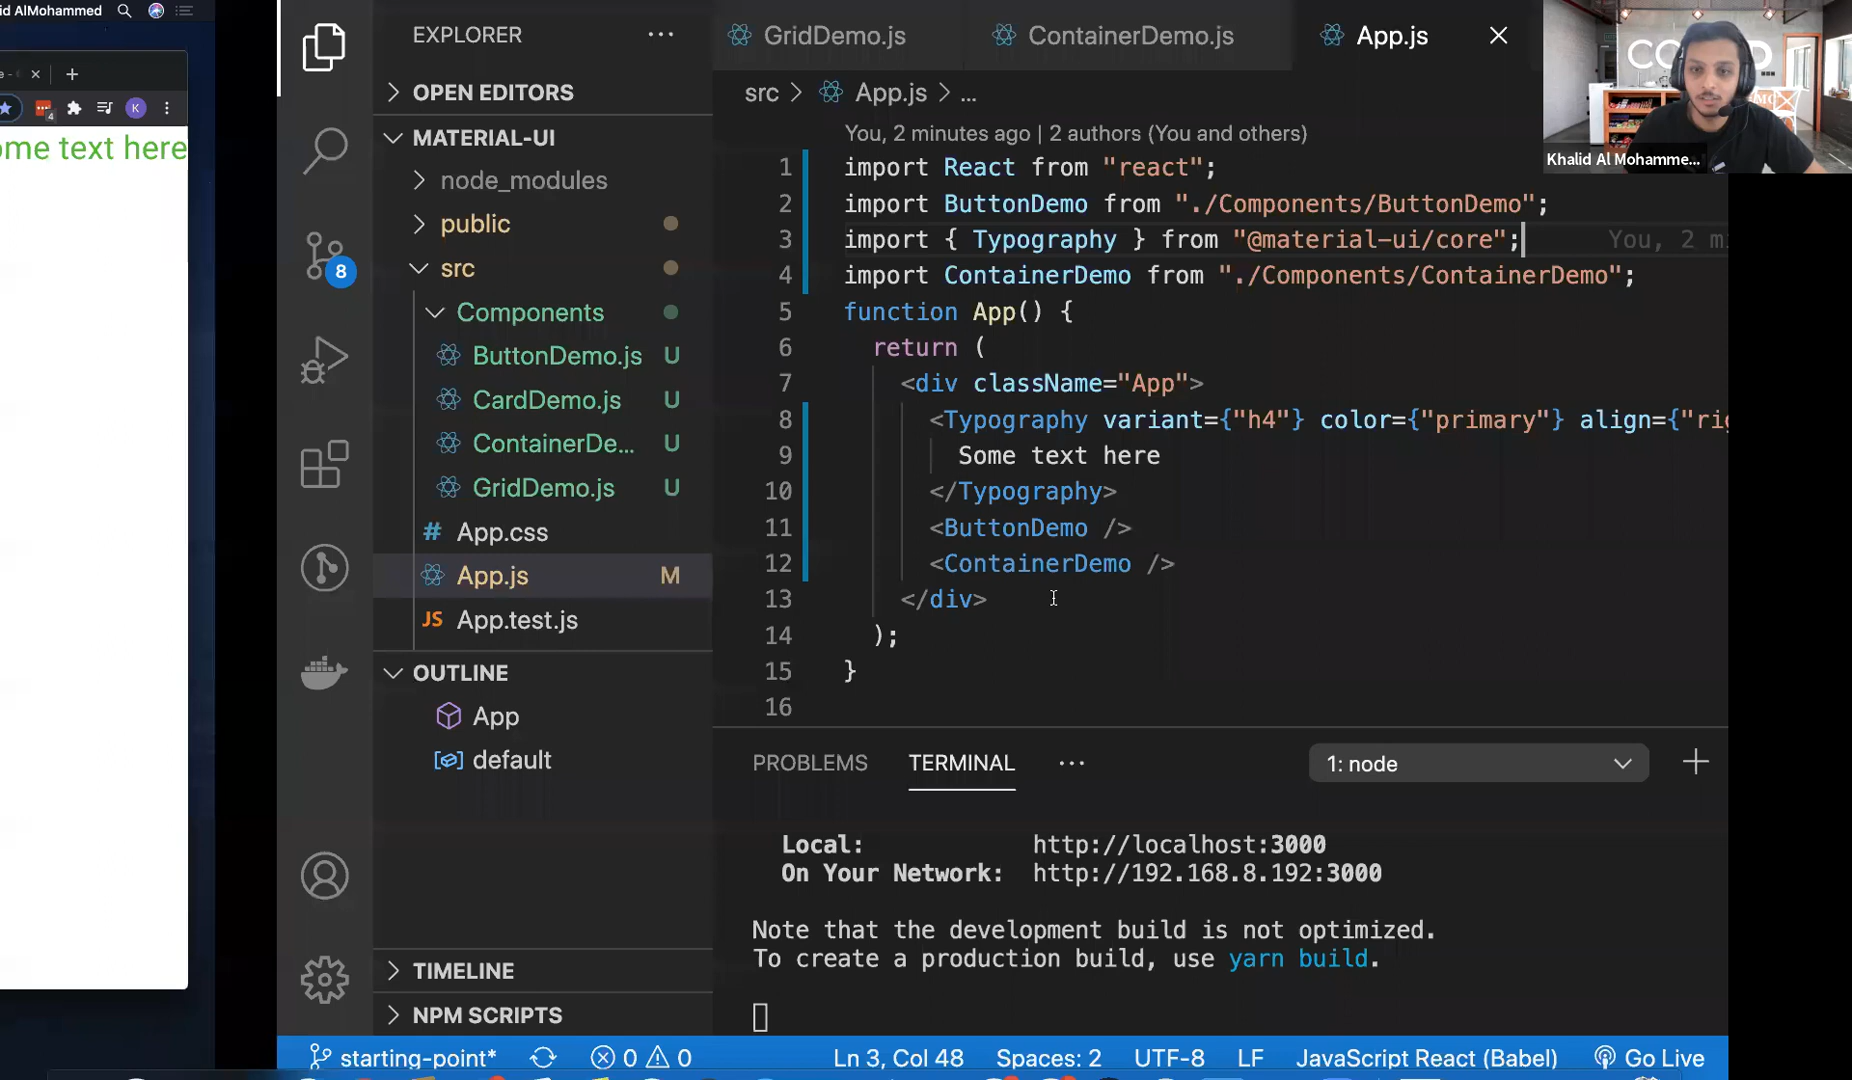 id AlMohammed
4
K
ome text here
EXPLORER
OPEN EDITORS
MATERIAL-UI
node_modules
public
src
Components
ButtonDemo.js U
CardDemo.js U
ContainerDe... U
GridDemo.js U
# App.css
App.js M
JS App.test.js
OUTLINE
App
default
TIMELINE
NPM SCRIPTS
8
GridDemo.js
ContainerDemo.js
App.js
src > App.js > ...
You, 2 minutes ago | 2 authors (You and others)
1 import React from "react";
2 import ButtonDemo from "./Components/ButtonDemo";
3 import { Typography } from "@material-ui/core"; You, 2 mi
4 import ContainerDemo from "./Components/ContainerDemo";
5 function App() {
6 return (
7 <div className="App">
8 <Typography variant={"h4"} color={"primary"} align={"rig
9 Some text here
10 </Typography>
11 <ButtonDemo />
12 <ContainerDemo />
13 </div>
14 );
15 }
16
PROBLEMS TERMINAL ...
1: node
Local: http://localhost:3000
On Your Network: http://192.168.8.192:3000
Note that the development build is not optimized.
To create a production build, use yarn build.
starting-point* 0 0 Ln 3, Col 48 Spaces: 2 UTF-8 LF JavaScript React (Babel) Go Live
Khalid Al Mohamme...